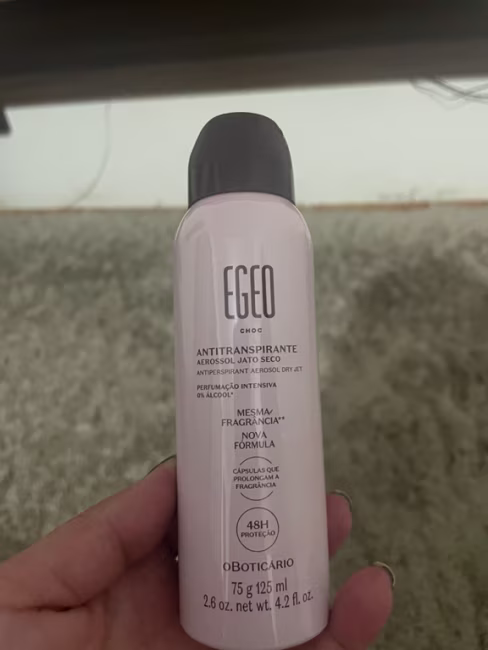 EGEO
CHOC
ANTITRANSPIRANTE
AEROSSOL JATO SECO
ANTIPERSPIRANT AEROSOL DRY JET
PERFUMAÇÃO INTENSIVA
0% ÁLCOOL*
MESMA
FRAGRÂNCIA**
NOVA
FÓRMULA
CÁPSULAS QUE
PROLONGAM A
FRAGRÂNCIA
48H
PROTEÇÃO
OBOTICÁRIO
75 g 125 ml
2.6 oz. net wt. 4.2 fl. oz.